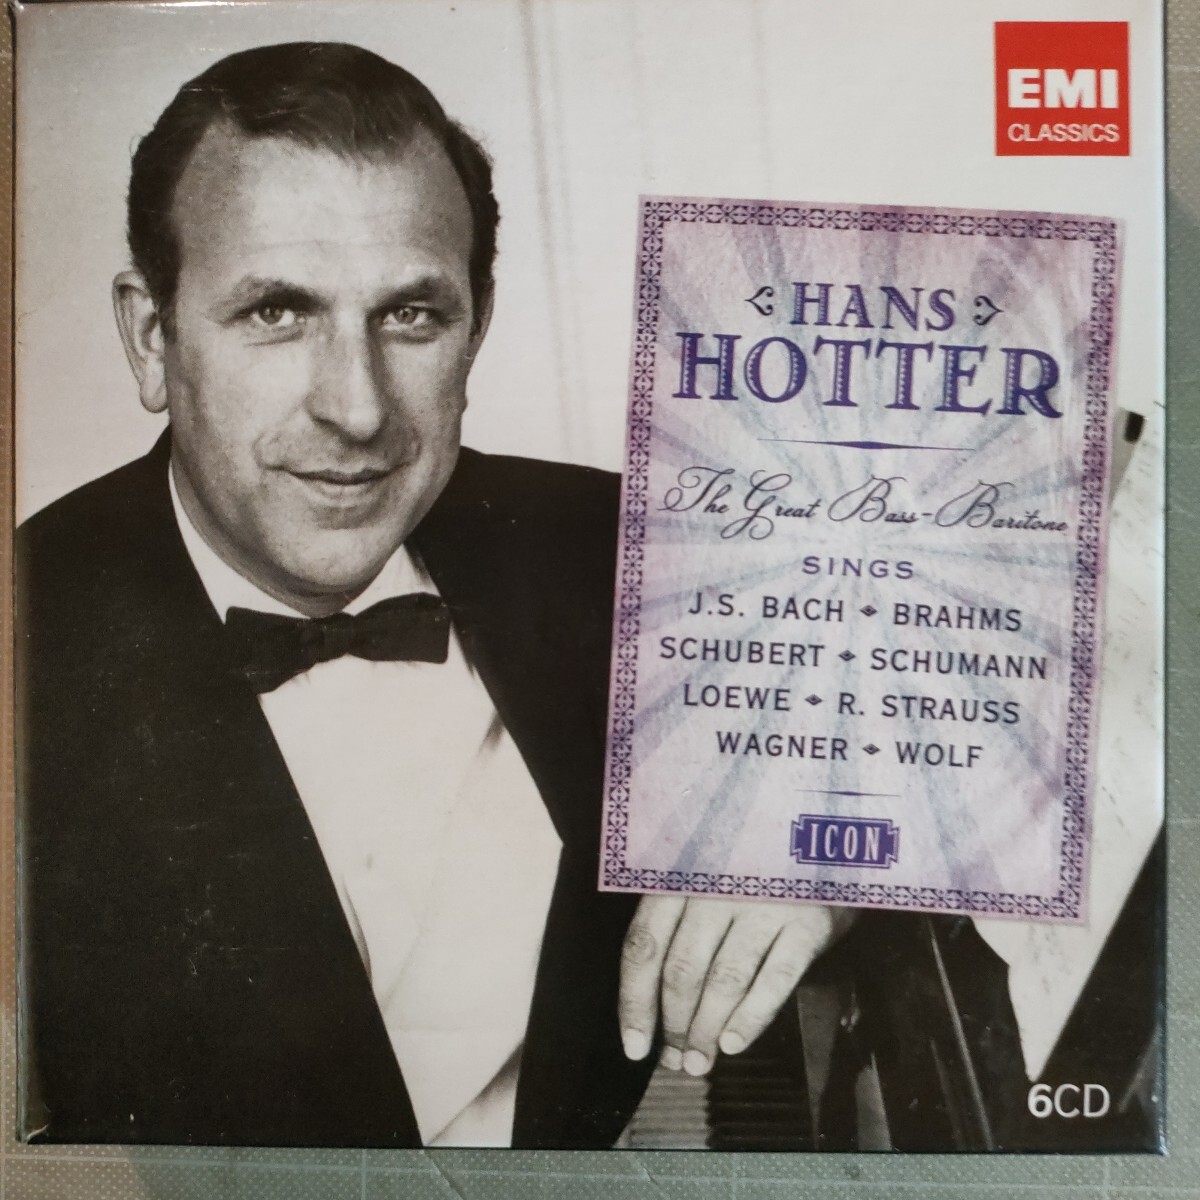 EMI
CLASSICS
HANS
HOTTER
The Great Bass-Baritone
SINGS
J.S. BACH ◆ BRAHMS
SCHUBERT ◆ SCHUMANN
LOEWE ◆ R. STRAUSS
WAGNER ◆ WOLF
ICON
6CD